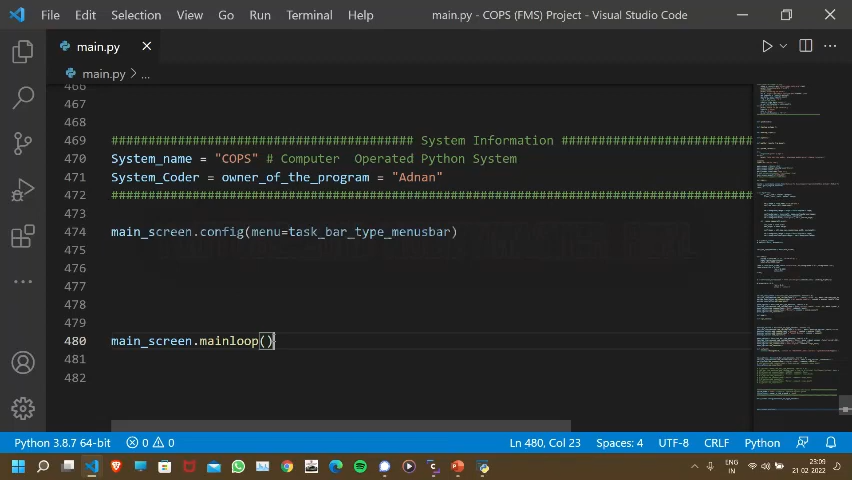 File Edit Selection View Go Run Terminal Help main.py - COPS (FMS) Project - Visual Studio Code
main.py
main.py > ...
466
467
468
469 ######################################## System Information ##########################
470 System_name = "COPS" # Computer  Operated Python System
471 System_Coder = owner_of_the_program = "Adnan"
472 #######################################################################################
473
474 main_screen.config(menu=task_bar_type_menusbar)
475
476
477
478
479
480 main_screen.mainloop()
481
482
Python 3.8.7 64-bit 0 0 Ln 480, Col 23 Spaces: 4 UTF-8 CRLF Python
ENG
IN
23:09
21-02-2022